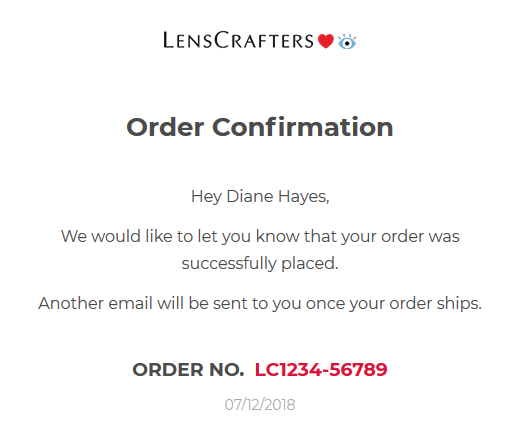 LENSCRAFTERS
Order Confirmation
Hey Diane Hayes,
We would like to let you know that your order was
successfully placed.
Another email will be sent to you once your order ships.
ORDER NO. LC1234-56789
07/12/2018